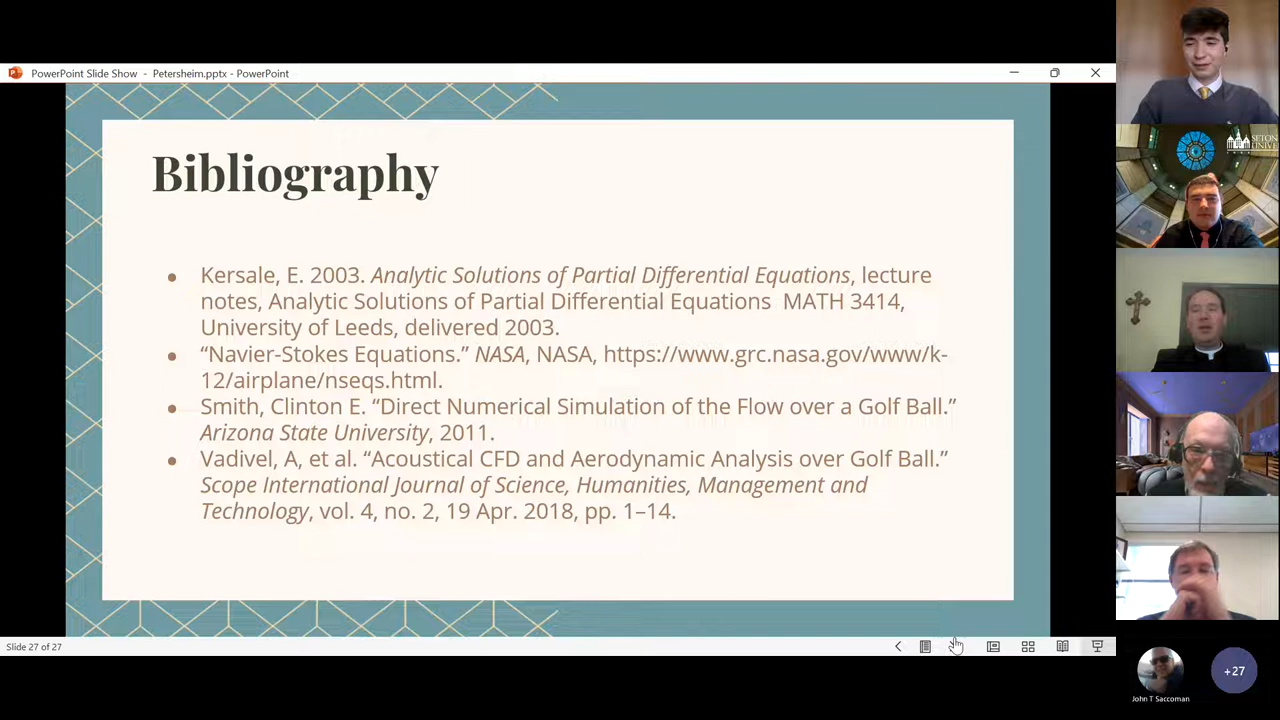 PowerPoint Slide Show - Petersheim.pptx - PowerPoint
Bibliography
● Kersale, E. 2003. Analytic Solutions of Partial Differential Equations, lecture
notes, Analytic Solutions of Partial Differential Equations MATH 3414,
University of Leeds, delivered 2003.
● “Navier-Stokes Equations.” NASA, NASA, https://www.grc.nasa.gov/www/k-
12/airplane/nseqs.html.
● Smith, Clinton E. “Direct Numerical Simulation of the Flow over a Golf Ball.”
Arizona State University, 2011.
● Vadivel, A, et al. “Acoustical CFD and Aerodynamic Analysis over Golf Ball.”
Scope International Journal of Science, Humanities, Management and
Technology, vol. 4, no. 2, 19 Apr. 2018, pp. 1–14.
Slide 27 of 27
SETON
UNIVE
John T Saccoman
+27